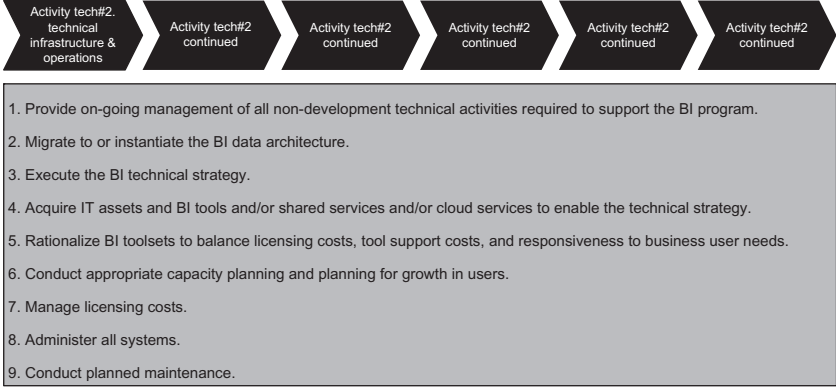 Activity tech#2.
technical
infrastructure &
operations
Activity tech#2
continued
Activity tech#2
continued
Activity tech#2
continued
Activity tech#2
continued
Activity tech#2
continued
1. Provide on-going management of all non-development technical activities required to support the BI program.
2. Migrate to or instantiate the BI data architecture.
3. Execute the BI technical strategy.
4. Acquire IT assets and BI tools and/or shared services and/or cloud services to enable the technical strategy.
5. Rationalize BI toolsets to balance licensing costs, tool support costs, and responsiveness to business user needs.
6. Conduct appropriate capacity planning and planning for growth in users.
7. Manage licensing costs.
8. Administer all systems.
9. Conduct planned maintenance.